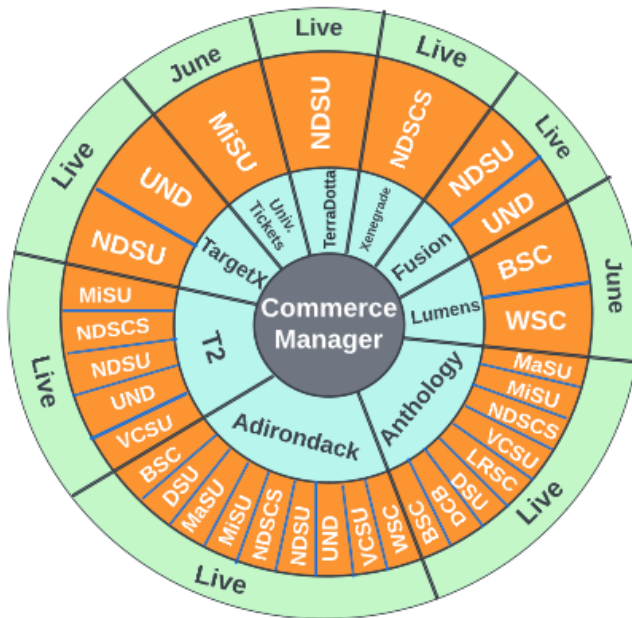 Commerce
Manager
TerraDotta
NDSU
Live
Xenegrade
NDSCS
Live
Fusion
NDSU
UND
Live
Lumens
BSC
WSC
June
Anthology
MaSU
MiSU
NDSCS
VCSU
LRSC
DSU
DCB
BSC
Live
Adirondack
WSC
VCSU
UND
NDSU
NDSCS
MiSU
MaSU
DSU
BSC
Live
T2
VCSU
UND
NDSU
NDSCS
MiSU
Live
TargetX
NDSU
UND
Live
Univ.
Tickets
MiSU
June